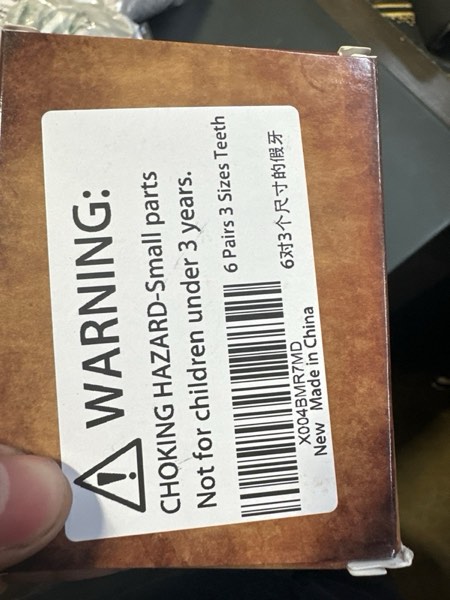 WARNING:
CHOKING HAZARD-Small parts
Not for children under 3 years.
6 Pairs 3 Sizes Teeth
6对3个尺寸的假牙
X004BMR7MD
New Made in China